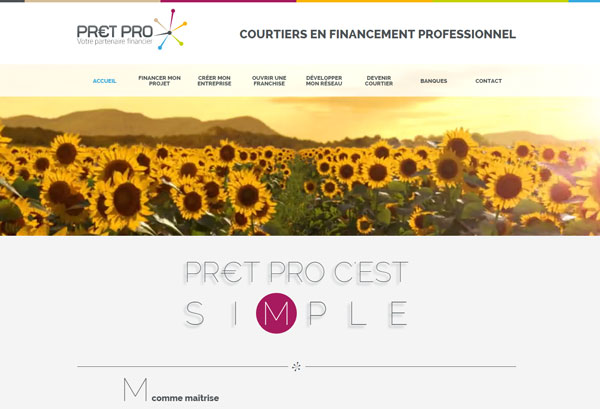 PR€T PRO
Votre partenaire financier
COURTIERS EN FINANCEMENT PROFESSIONNEL
ACCUEIL
FINANCER MON
PROJET
CRÉER MON
ENTREPRISE
OUVRIR UNE
FRANCHISE
DÉVELOPPER
MON RÉSEAU
DEVENIR
COURTIER
BANQUES
CONTACT
PR€T PRO C'EST
SIMPLE
M comme maîtrise